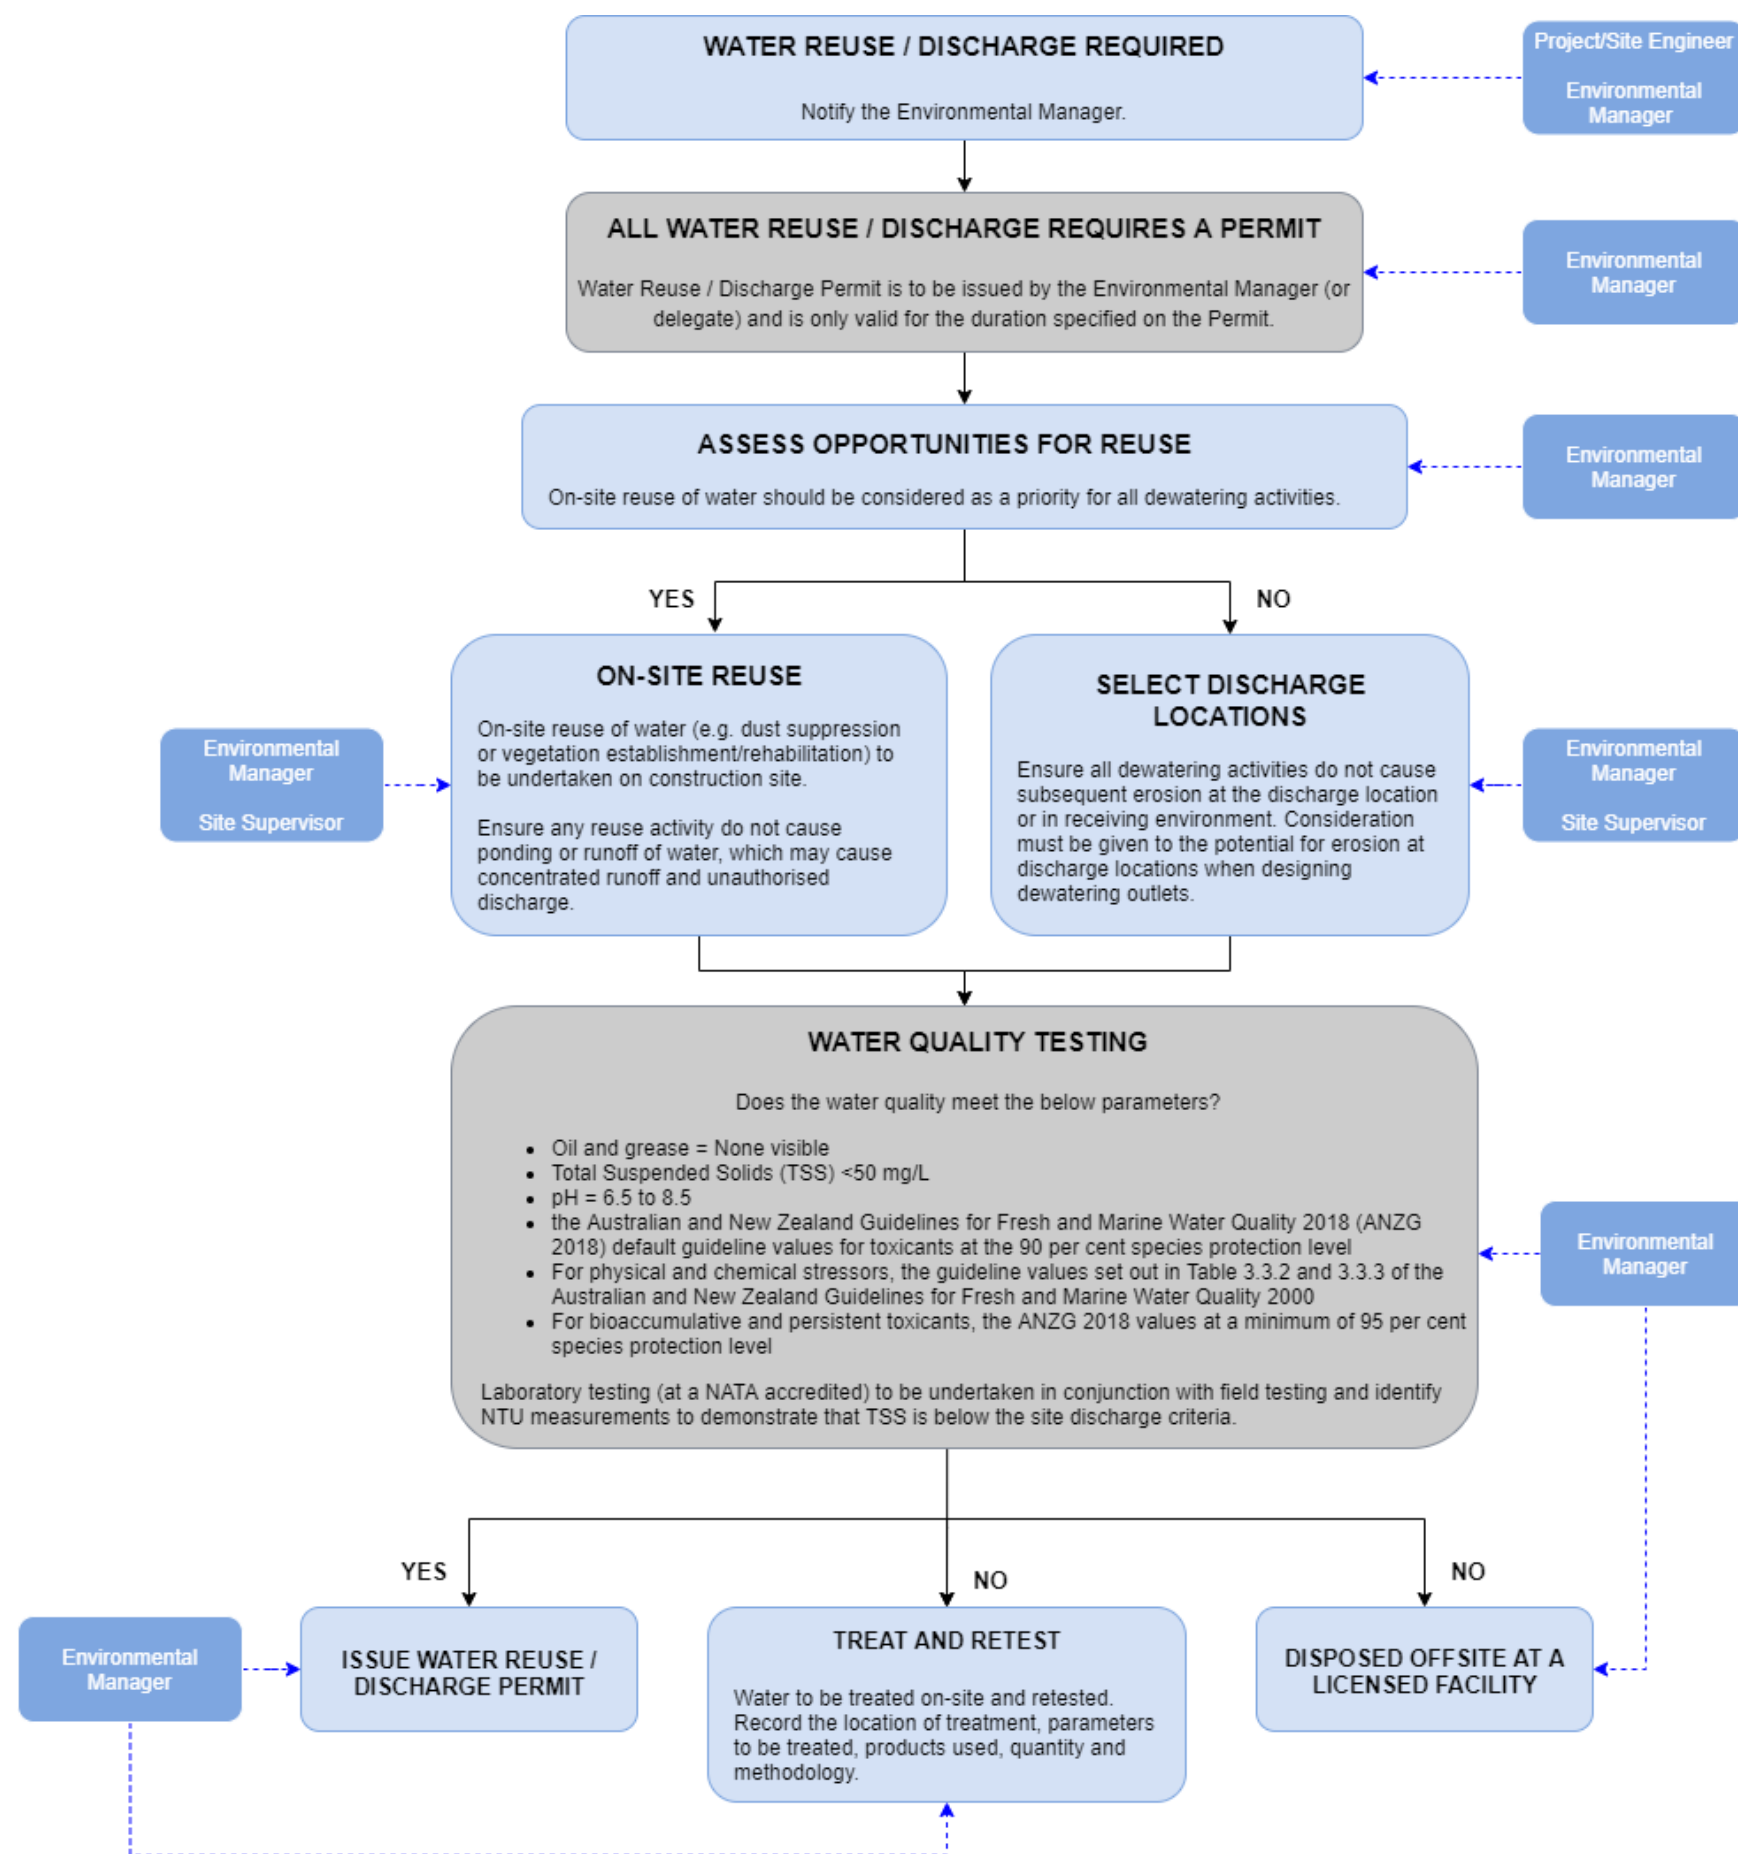 WATER REUSE / DISCHARGE REQUIRED
Notify the Environmental Manager.
Project/Site Engineer
Environmental
Manager
ALL WATER REUSE / DISCHARGE REQUIRES A PERMIT
Water Reuse / Discharge Permit is to be issued by the Environmental Manager (or
delegate) and is only valid for the duration specified on the Permit.
Environmental
Manager
ASSESS OPPORTUNITIES FOR REUSE
On-site reuse of water should be considered as a priority for all dewatering activities.
Environmental
Manager
YES
NO
Environmental
Manager
Site Supervisor
ON-SITE REUSE
On-site reuse of water (e.g. dust suppression
or vegetation establishment/rehabilitation) to
be undertaken on construction site.
Ensure any reuse activity do not cause
ponding or runoff of water, which may cause
concentrated runoff and unauthorised
discharge.
SELECT DISCHARGE
LOCATIONS
Ensure all dewatering activities do not cause
subsequent erosion at the discharge location
or in receiving environment. Consideration
must be given to the potential for erosion at
discharge locations when designing
dewatering outlets.
Environmental
Manager
Site Supervisor
WATER QUALITY TESTING
Does the water quality meet the below parameters?
• Oil and grease = None visible
• Total Suspended Solids (TSS) <50 mg/L
• pH = 6.5 to 8.5
• the Australian and New Zealand Guidelines for Fresh and Marine Water Quality 2018 (ANZG
2018) default guideline values for toxicants at the 90 per cent species protection level
• For physical and chemical stressors, the guideline values set out in Table 3.3.2 and 3.3.3 of the
Australian and New Zealand Guidelines for Fresh and Marine Water Quality 2000
• For bioaccumulative and persistent toxicants, the ANZG 2018 values at a minimum of 95 per cent
species protection level
Laboratory testing (at a NATA accredited) to be undertaken in conjunction with field testing and identify
NTU measurements to demonstrate that TSS is below the site discharge criteria.
Environmental
Manager
YES
NO
NO
Environmental
Manager
ISSUE WATER REUSE /
DISCHARGE PERMIT
TREAT AND RETEST
Water to be treated on-site and retested.
Record the location of treatment, parameters
to be treated, products used, quantity and
methodology.
DISPOSED OFFSITE AT A
LICENSED FACILITY